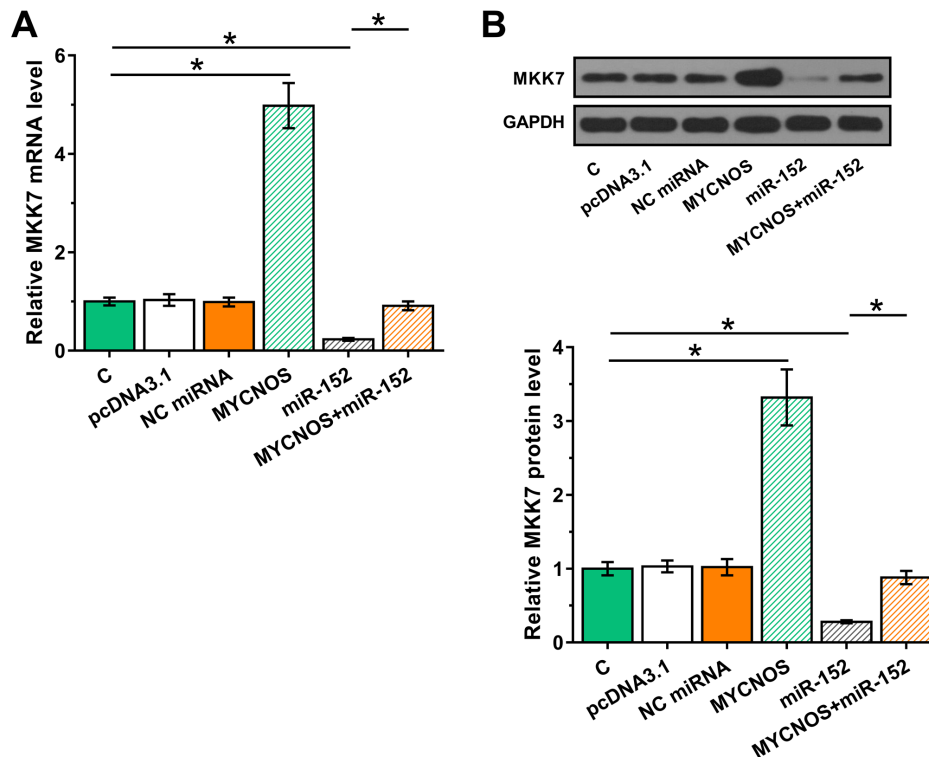 A
*
*
*
Relative MKK7 mRNA level
6
4
2
0
C
pcDNA3.1
NC miRNA
MYCNOS
miR-152
MYCNOS+miR-152
B
MKK7
GAPDH
C
pcDNA3.1
NC miRNA
MYCNOS
miR-152
MYCNOS+miR-152
*
*
*
Relative MKK7 protein level
4
3
2
1
0
C
pcDNA3.1
NC miRNA
MYCNOS
miR-152
MYCNOS+miR-152